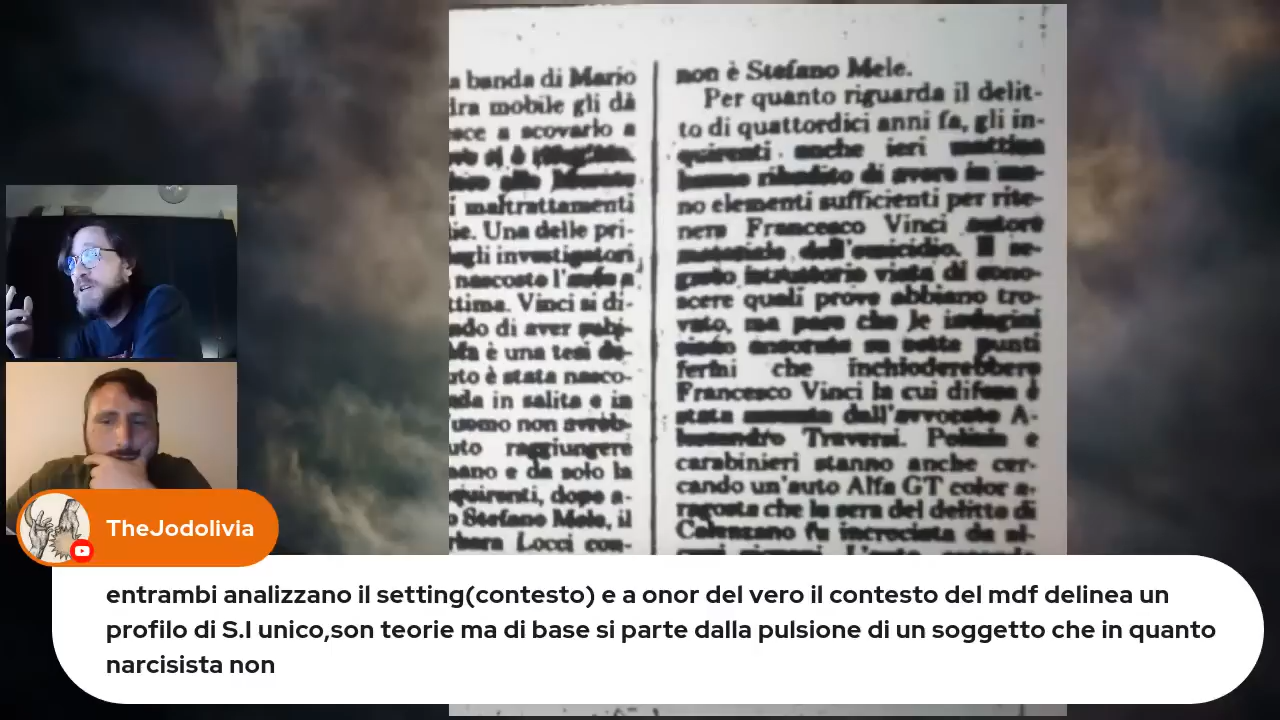 a banda di Mario
dra mobile gli dà
sce a scovarlo a
i maltrattamenti
ie. Una delle pri-
agli investigatori
nascosto l'auto a
ttima. Vinci si di-
ndo di aver subi-
è una tesi
uto è stata nasco-
da in salita e in
'uomo non avreb-
uto raggiungere
mano e da solo la
quirenti, dopo a-
o Stefano Mele, il
rbara Locci con-
non è Stefano Mele.
Per quanto riguarda il delit-
to di quattordici anni fa, gli in-
quirenti anche ieri mattina
hanno ribadito di avere in ma-
no elementi sufficienti per rite-
nere Francesco Vinci autore
materiale dell'omicidio. Il se-
greto istruttorio vieta di cono-
scere quali prove abbiano tro-
vato, ma pare che le indagini
siano ancorate su sette punti
fermi che inchioderebbero
Francesco Vinci la cui difesa è
stata assunta dall'avvocato A-
lessandro Traversi. Polizia e
carabinieri stanno anche cer-
cando un'auto Alfa GT color a-
ragosta che la sera del delitto di
Calenzano fu incrociata da al-
TheJodolivia
entrambi analizzano il setting(contesto) e a onor del vero il contesto del mdf delinea un
profilo di S.I unico,son teorie ma di base si parte dalla pulsione di un soggetto che in quanto
narcisista non